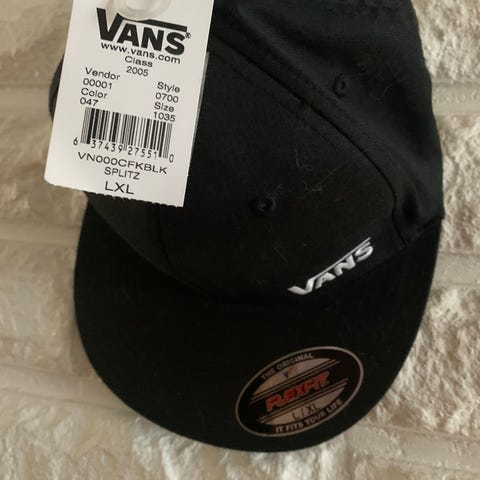 VANS
www.vans.com
Class
2005
Vendor Style
00001 0700
Color Size
047 1035
6 37439 27551 0
VN000CFKBLK
SPLITZ
LXL
VANS
THE ORIGINAL
FLEXFIT
L/XL
IT FITS YOUR LIFE